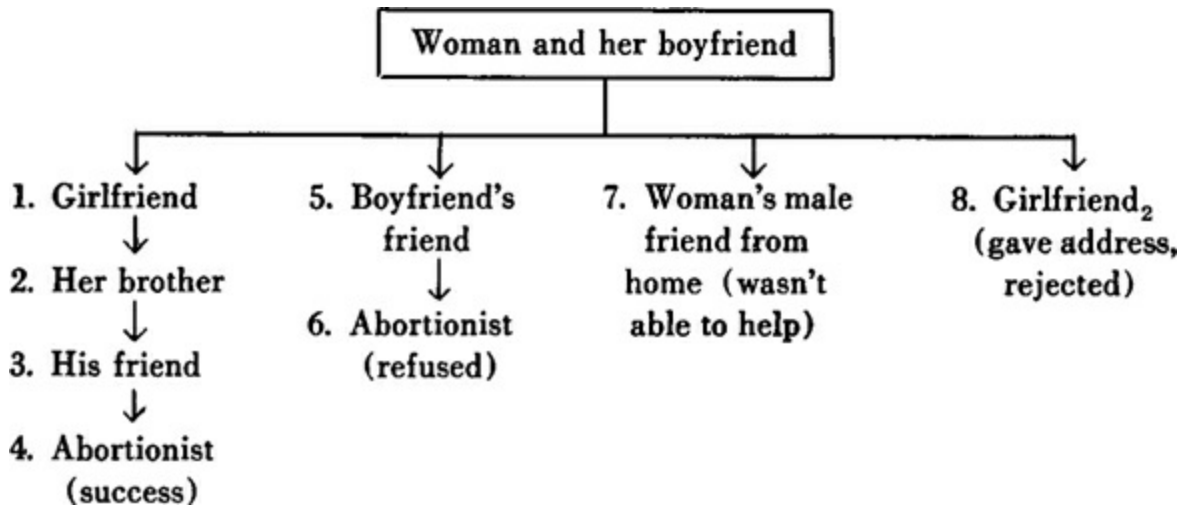 Woman and her boyfriend
1. Girlfriend
2. Her brother
3. His friend
4. Abortionist
(success)
5. Boyfriend's
friend
6. Abortionist
(refused)
7. Woman's male
friend from
home (wasn't
able to help)
8. Girlfriend₂
(gave address,
rejected)